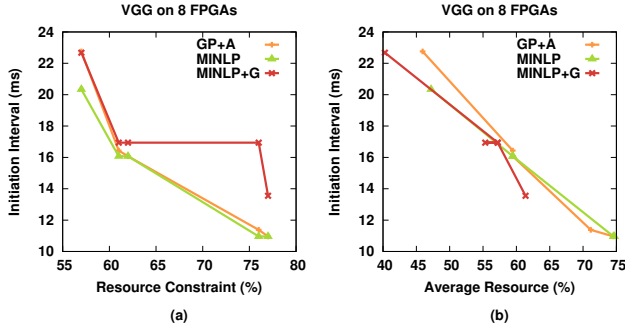 VGG on 8 FPGAs
24
22
20
18
16
14
12
10
55 60 65 70 75 80
Initiation Interval (ms)
Resource Constraint (%)
GP+A
MINLP
MINLP+G
(a)
VGG on 8 FPGAs
24
22
20
18
16
14
12
10
40 45 50 55 60 65 70 75
Initiation Interval (ms)
Average Resource (%)
GP+A
MINLP
MINLP+G
(b)